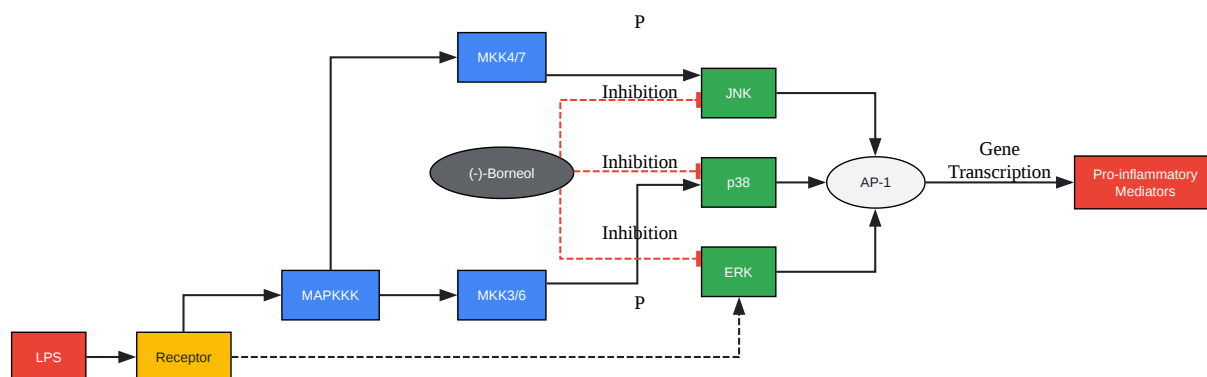 P
MKK4/7
JNK
Inhibition
Gene
Transcription
Inhibition
(-)-Borneol
p38
AP-1
Pro-inflammatory
Mediators
Inhibition
ERK
MAPKKK
MKK3/6
P
LPS
Receptor